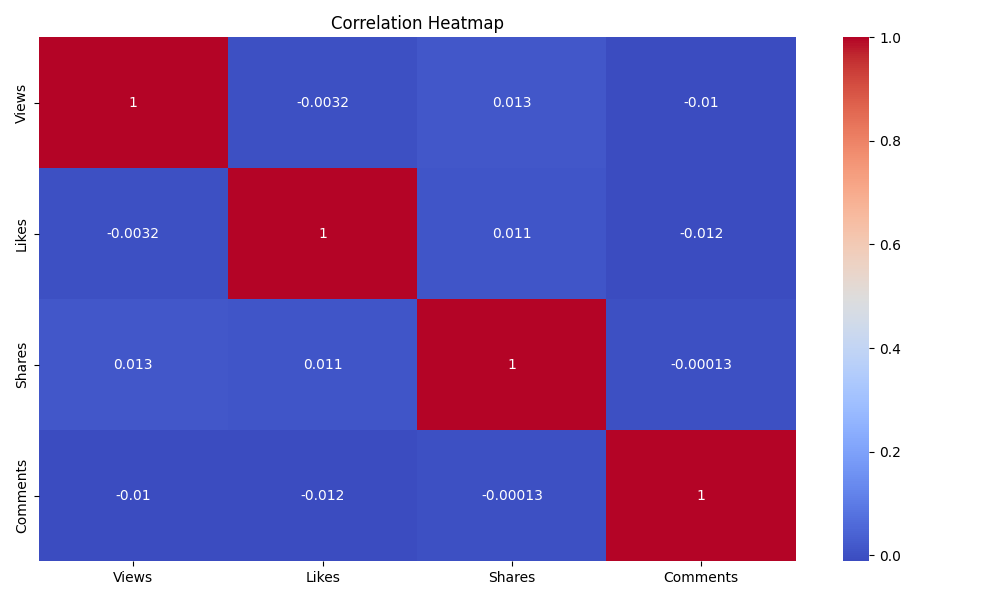 Correlation Heatmap
Views
1
-0.0032
0.013
-0.01
Likes
-0.0032
1
0.011
-0.012
Shares
0.013
0.011
1
-0.00013
Comments
-0.01
-0.012
-0.00013
1
Views
Likes
Shares
Comments
1.0
0.8
0.6
0.4
0.2
0.0